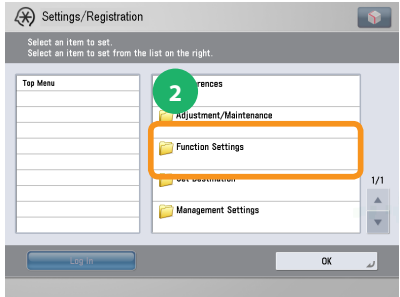 Settings/Registration
Select an item to set.
Select an item to set from the list on the right.
Top Menu
2
Adjustment/Maintenance
Function Settings
Management Settings
1/1
Log In
OK